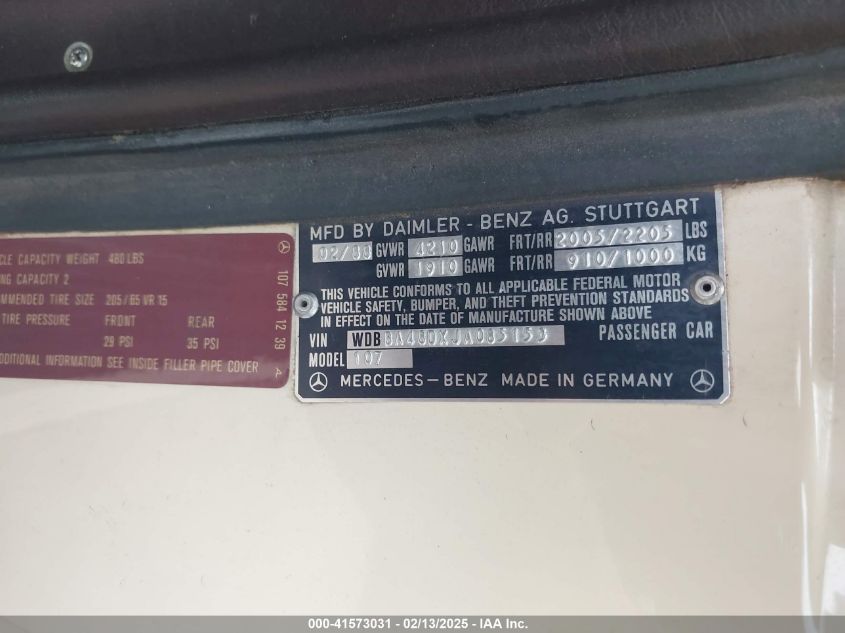 CLE CAPACITY WEIGHT 480 LBS
NG CAPACITY 2
MMENDED TIRE SIZE 205/65 VR 15
TIRE PRESSURE FRONT REAR
29 PSI 35 PSI
DDITIONAL INFORMATION SEE INSIDE FILLER PIPE COVER
107 584 12 39 A
MFD BY DAIMLER - BENZ AG. STUTTGART
02/88 GVWR 4210 GAWR FRT/RR 2005/2205 LBS
GVWR 1910 GAWR FRT/RR 910/1000 KG
THIS VEHICLE CONFORMS TO ALL APPLICABLE FEDERAL MOTOR
VEHICLE SAFETY, BUMPER, AND THEFT PREVENTION STANDARDS
IN EFFECT ON THE DATE OF MANUFACTURE SHOWN ABOVE
VIN WDBBA48DXJA085153 PASSENGER CAR
MODEL 107
MERCEDES-BENZ MADE IN GERMANY
000-41573031 - 02/13/2025 - IAA Inc.